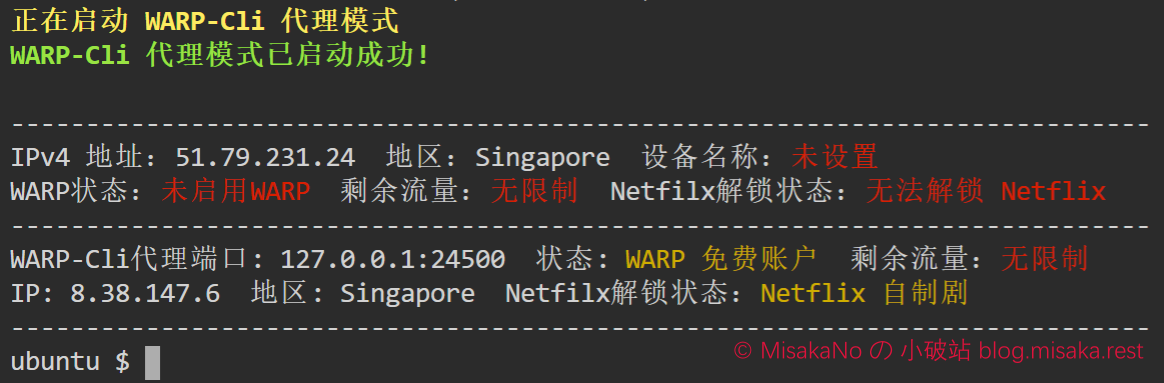 正在启动 WARP-Cli 代理模式
WARP-Cli 代理模式已启动成功!
----------------------------------------------------------------------------
IPv4 地址：51.79.231.24  地区：Singapore  设备名称：未设置
WARP状态：未启用WARP  剩余流量：无限制  Netfilx解锁状态：无法解锁 Netflix
----------------------------------------------------------------------------
WARP-Cli代理端口: 127.0.0.1:24500  状态: WARP 免费账户  剩余流量：无限制
IP: 8.38.147.6  地区: Singapore  Netfilx解锁状态：Netflix 自制剧
----------------------------------------------------------------------------
ubuntu $
© MisakaNo の 小破站 blog.misaka.rest